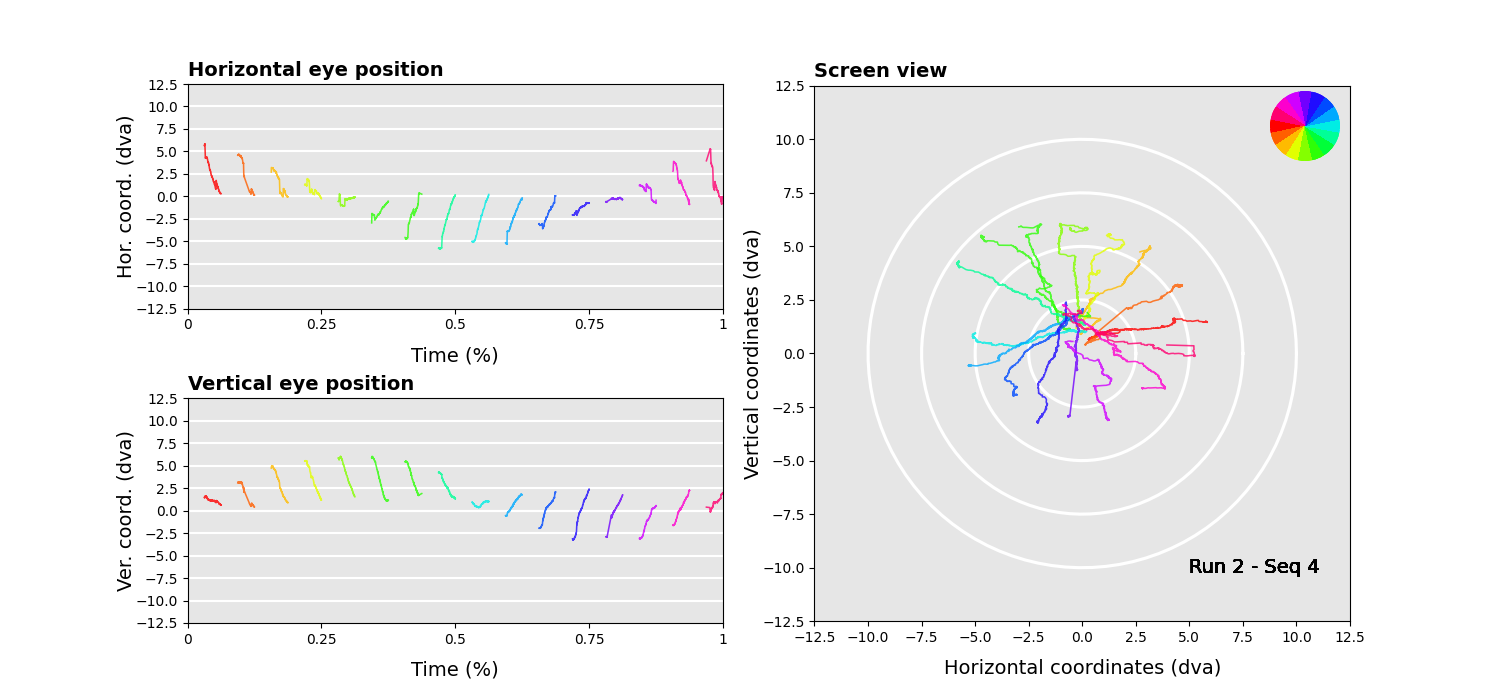 Horizontal eye position
Hor. coord. (dva)
12.5
10.0
7.5
5.0
2.5
0.0
−2.5
−5.0
−7.5
−10.0
−12.5
0 0.25 0.5 0.75 1
Time (%)
Vertical eye position
Ver. coord. (dva)
12.5
10.0
7.5
5.0
2.5
0.0
−2.5
−5.0
−7.5
−10.0
−12.5
0 0.25 0.5 0.75 1
Time (%)
Screen view
Vertical coordinates (dva)
12.5
10.0
7.5
5.0
2.5
0.0
−2.5
−5.0
−7.5
−10.0
−12.5
Run 2 - Seq 4
−12.5 −10.0 −7.5 −5.0 −2.5 0.0 2.5 5.0 7.5 10.0 12.5
Horizontal coordinates (dva)